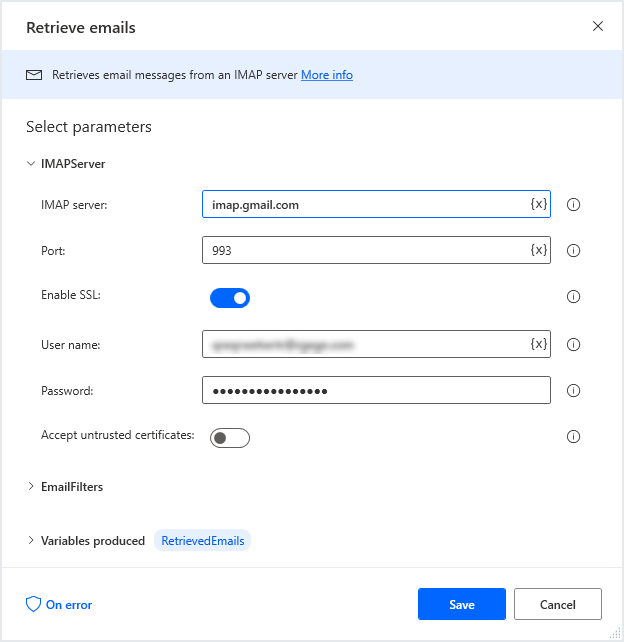 Retrieve emails
Retrieves email messages from an IMAP server More info
Select parameters
IMAPServer
IMAP server: imap.gmail.com {x}
Port: 993 {x}
Enable SSL:
User name: {x}
Password: ••••••••••••••••
Accept untrusted certificates:
EmailFilters
Variables produced RetrievedEmails
On error Save Cancel